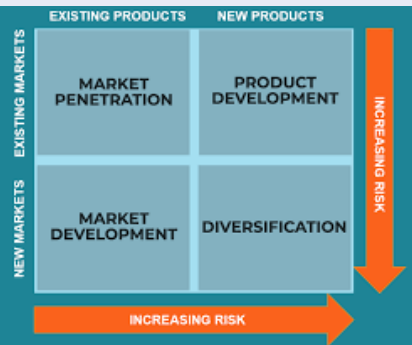 EXISTING PRODUCTS
NEW PRODUCTS
EXISTING MARKETS
MARKET
PENETRATION
PRODUCT
DEVELOPMENT
INCREASING RISK
NEW MARKETS
MARKET
DEVELOPMENT
DIVERSIFICATION
INCREASING RISK